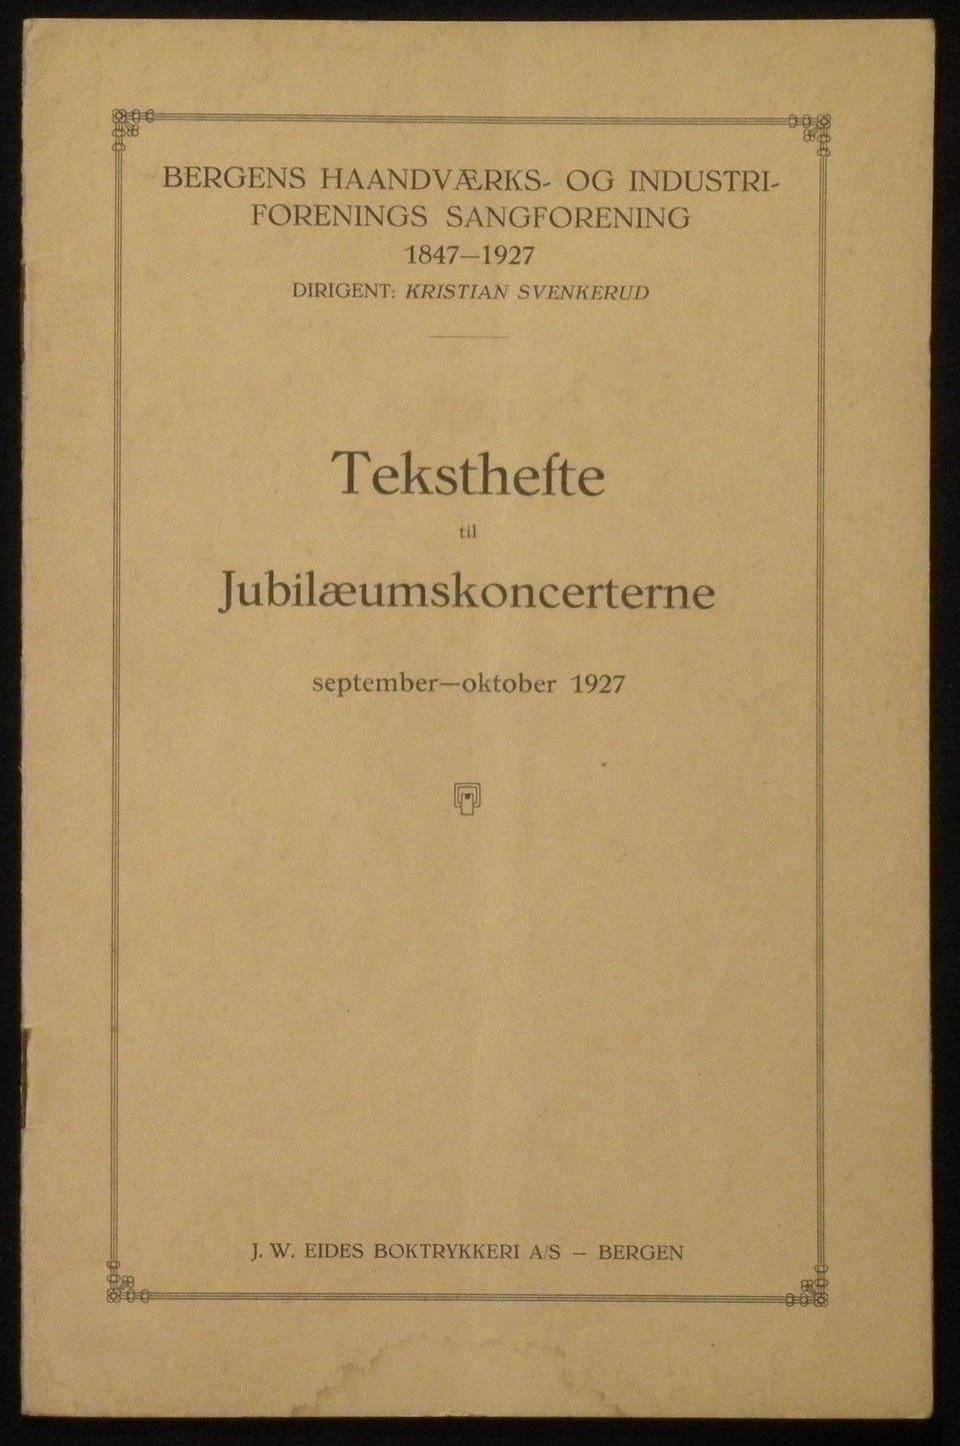 BERGENS HAANDVÆRKS- OG INDUSTRI-
FORENINGS SANGFORENING
1847—1927
DIRIGENT: KRISTIAN SVENKERUD
Teksthefte
til
Jubilæumskoncerterne
september—oktober 1927
J. W. EIDES BOKTRYKKERI A/S — BERGEN